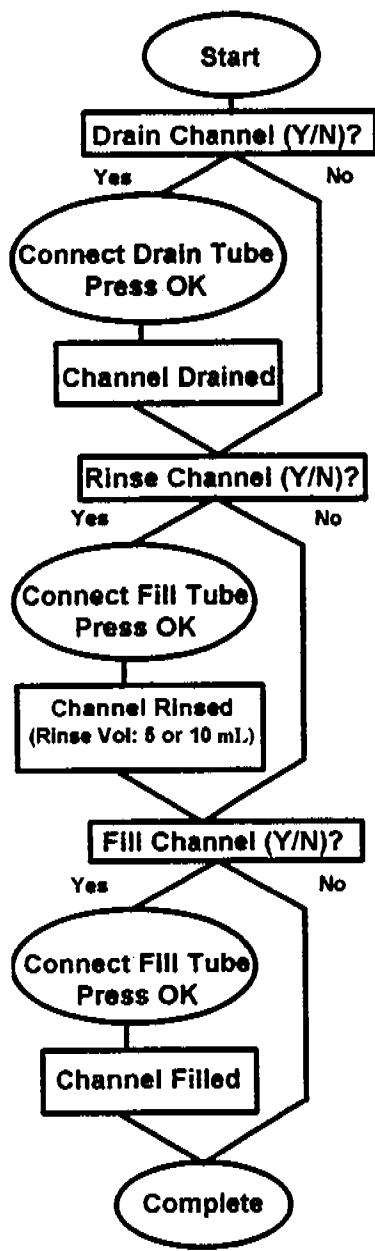 Start
Drain Channel (Y/N)?
Yes
No
Connect Drain Tube
Press OK
Channel Drained
Rinse Channel (Y/N)?
Yes
No
Connect Fill Tube
Press OK
Channel Rinsed
(Rinse Vol: 5 or 10 mL)
Fill Channel (Y/N)?
Yes
No
Connect Fill Tube
Press OK
Channel Filled
Complete